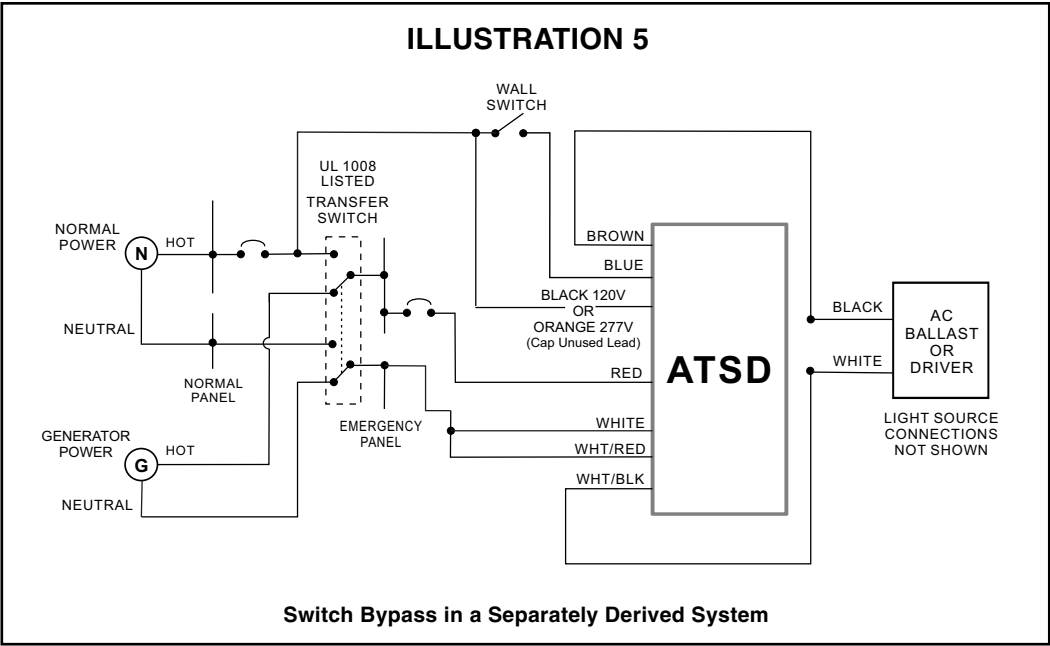 ILLUSTRATION 5
WALL
SWITCH
UL 1008
LISTED
TRANSFER
SWITCH
NORMAL
POWER
N
HOT
NEUTRAL
NORMAL
PANEL
GENERATOR
POWER
G
HOT
NEUTRAL
EMERGENCY
PANEL
BROWN
BLUE
BLACK 120V
OR
ORANGE 277V
(Cap Unused Lead)
RED
WHITE
WHT/RED
WHT/BLK
ATSD
BLACK
WHITE
AC
BALLAST
OR
DRIVER
LIGHT SOURCE
CONNECTIONS
NOT SHOWN
Switch Bypass in a Separately Derived System